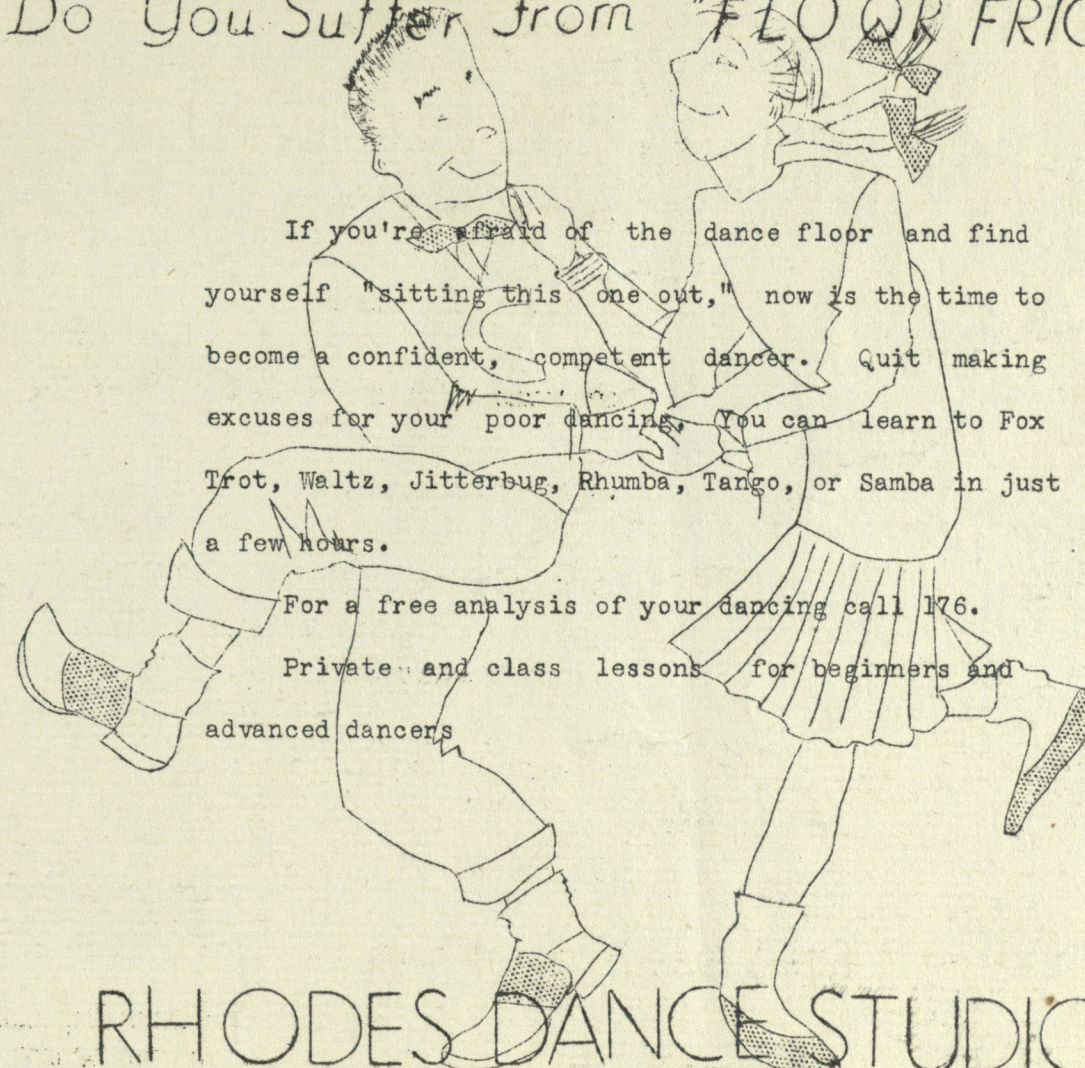 Do You Suffer from "FLOOR FRIG
If you're afraid of the dance floor and find
yourself "sitting this one out," now is the time to
become a confident, competent dancer. Quit making
excuses for your poor dancing. You can learn to Fox
Trot, Waltz, Jitterbug, Rhumba, Tango, or Samba in just
a few hours.
For a free analysis of your dancing call 176.
Private and class lessons for beginners and
advanced dancers
RHODES DANCE STUDIO